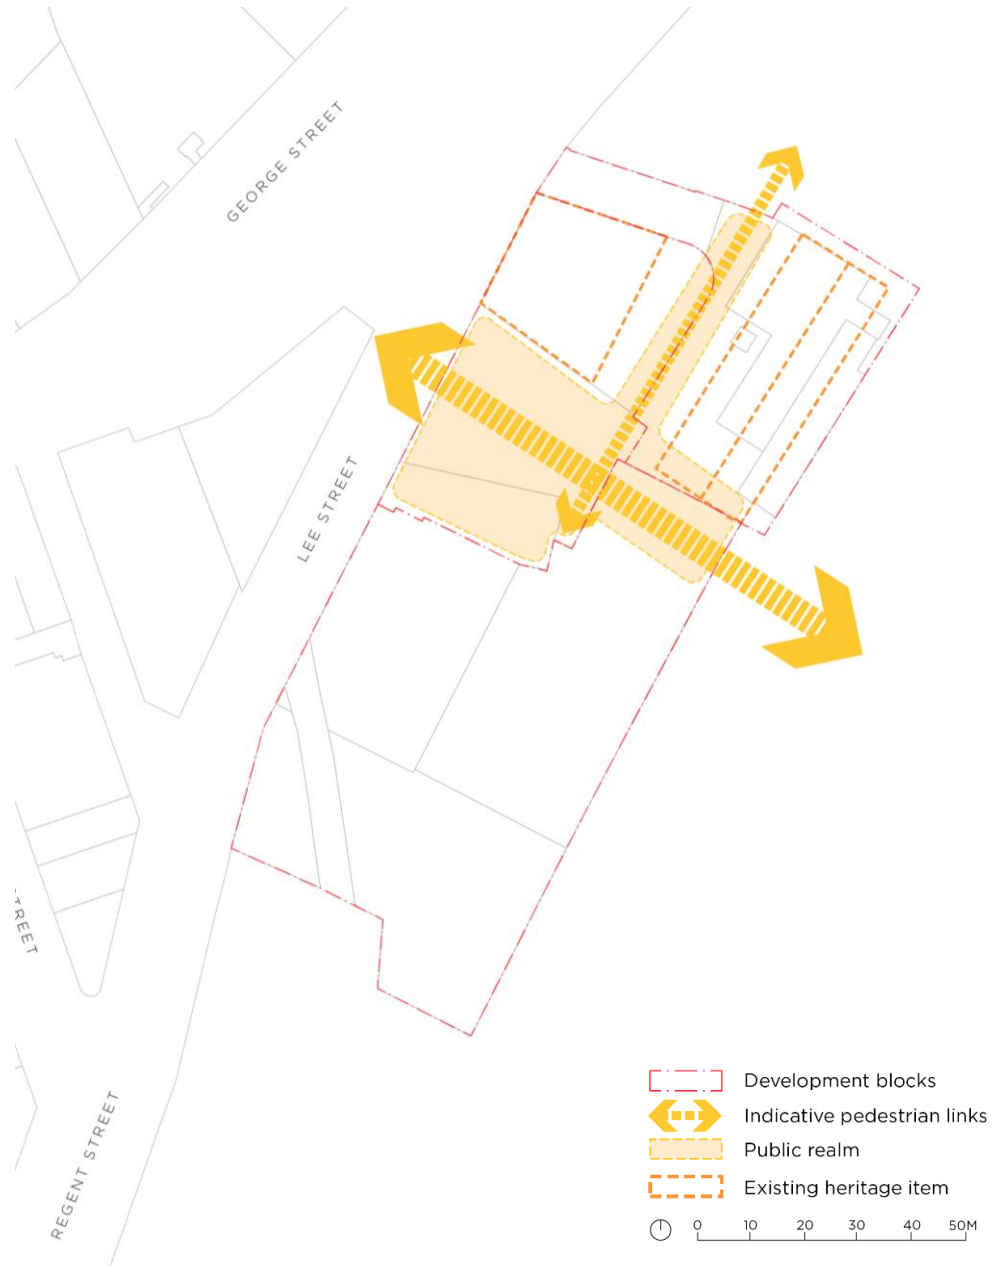 GEORGE STREET
LEE STREET
STREET
REGENT STREET
Development blocks
Indicative pedestrian links
Public realm
Existing heritage item
0 10 20 30 40 50M